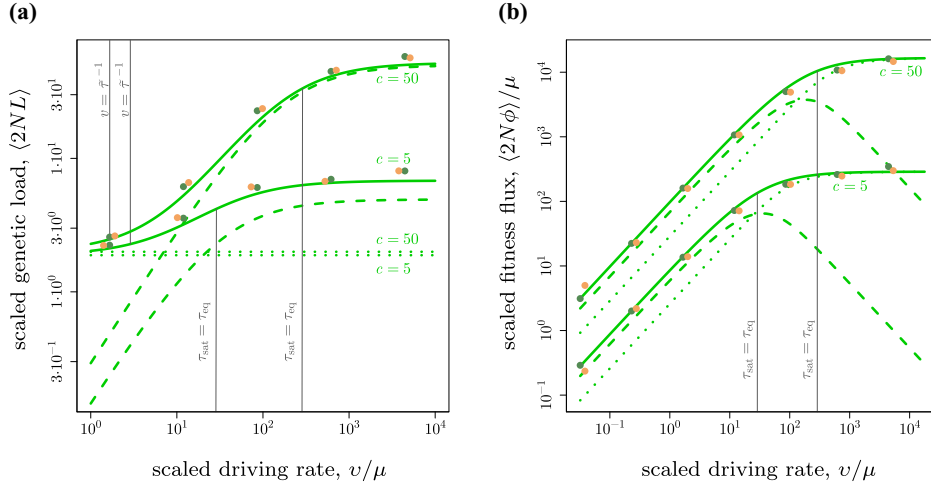 (a)
scaled genetic load, ⟨2NL⟩
3·10¹
1·10¹
3·10⁰
1·10⁰
3·10⁻¹
υ = τ̄⁻¹
υ = τ̄⁻¹
c = 50
c = 5
c = 50
c = 5
τsat = τeq
τsat = τeq
10⁰ 10¹ 10² 10³ 10⁴
scaled driving rate, υ/μ
(b)
scaled fitness flux, ⟨2Nϕ⟩/μ
10⁴
10³
10²
10¹
10⁰
10⁻¹
c = 50
c = 5
τsat = τeq
τsat = τeq
10⁻¹ 10⁰ 10¹ 10² 10³ 10⁴
scaled driving rate, υ/μ